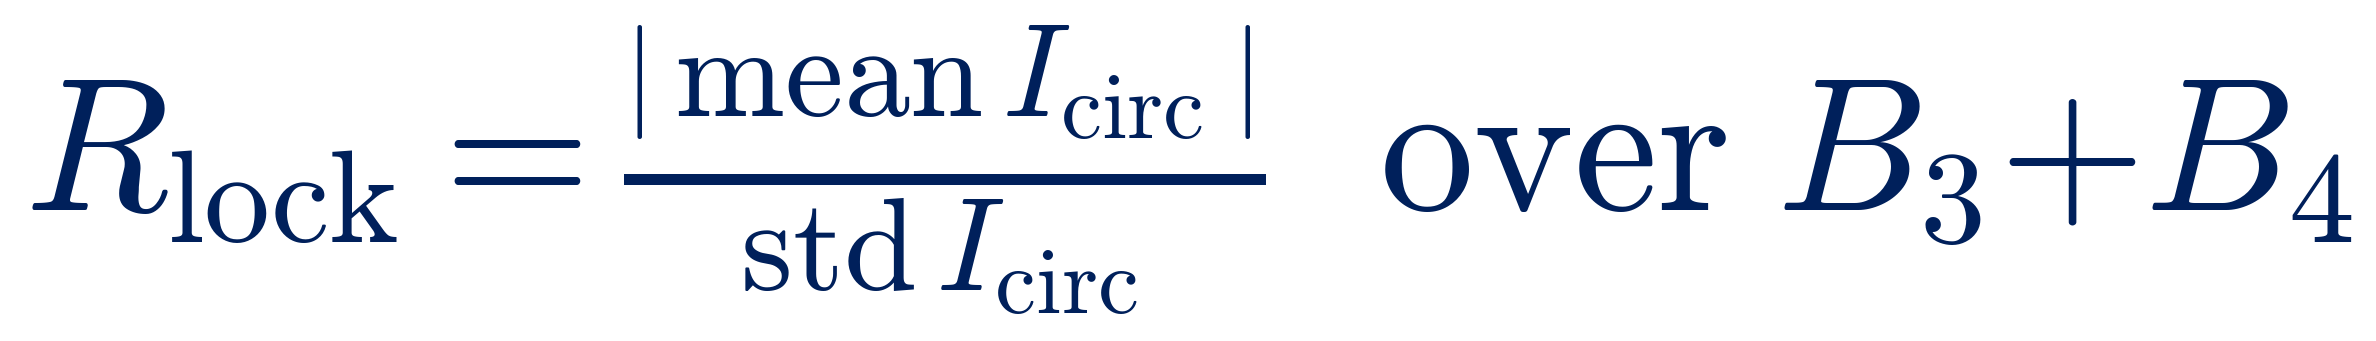 R_lock = | mean I_circ | / std I_circ over B_3 + B_4